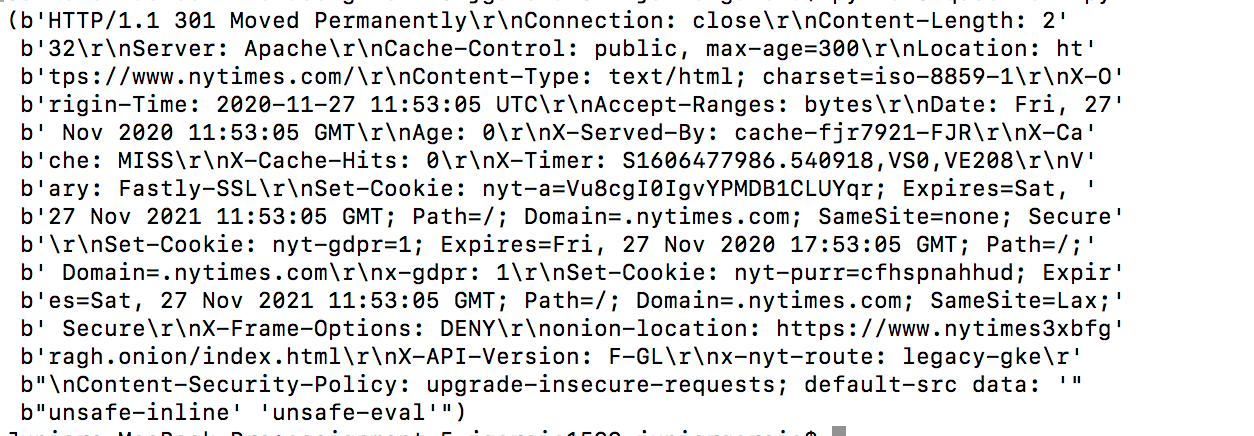 (b'HTTP/1.1 301 Moved Permanently\r\nConnection: close\r\nContent-Length: 2'
b'32\r\nServer: Apache\r\nCache-Control: public, max-age=300\r\nLocation: ht'
b'tps://www.nytimes.com/\r\nContent-Type: text/html; charset=iso-8859-1\r\nX-O'
b'rigin-Time: 2020-11-27 11:53:05 UTC\r\nAccept-Ranges: bytes\r\nDate: Fri, 27'
b' Nov 2020 11:53:05 GMT\r\nAge: 0\r\nX-Served-By: cache-fjr7921-FJR\r\nX-Ca'
b'che: MISS\r\nX-Cache-Hits: 0\r\nX-Timer: S1606477986.540918,VS0,VE208\r\nV'
b'ary: Fastly-SSL\r\nSet-Cookie: nyt-a=Vu8cgI0IgvYPMDB1CLUYqr; Expires=Sat, '
b'27 Nov 2021 11:53:05 GMT; Path=/; Domain=.nytimes.com; SameSite=none; Secure'
b'\r\nSet-Cookie: nyt-gdpr=1; Expires=Fri, 27 Nov 2020 17:53:05 GMT; Path=/;'
b' Domain=.nytimes.com\r\nx-gdpr: 1\r\nSet-Cookie: nyt-purr=cfhspnahhud; Expir'
b'es=Sat, 27 Nov 2021 11:53:05 GMT; Path=/; Domain=.nytimes.com; SameSite=Lax;'
b' Secure\r\nX-Frame-Options: DENY\r\nonion-location: https://www.nytimes3xbfg'
b'ragh.onion/index.html\r\nX-API-Version: F-GL\r\nx-nyt-route: legacy-gke\r'
b"\nContent-Security-Policy: upgrade-insecure-requests; default-src data: '"
b"unsafe-inline' 'unsafe-eval'")